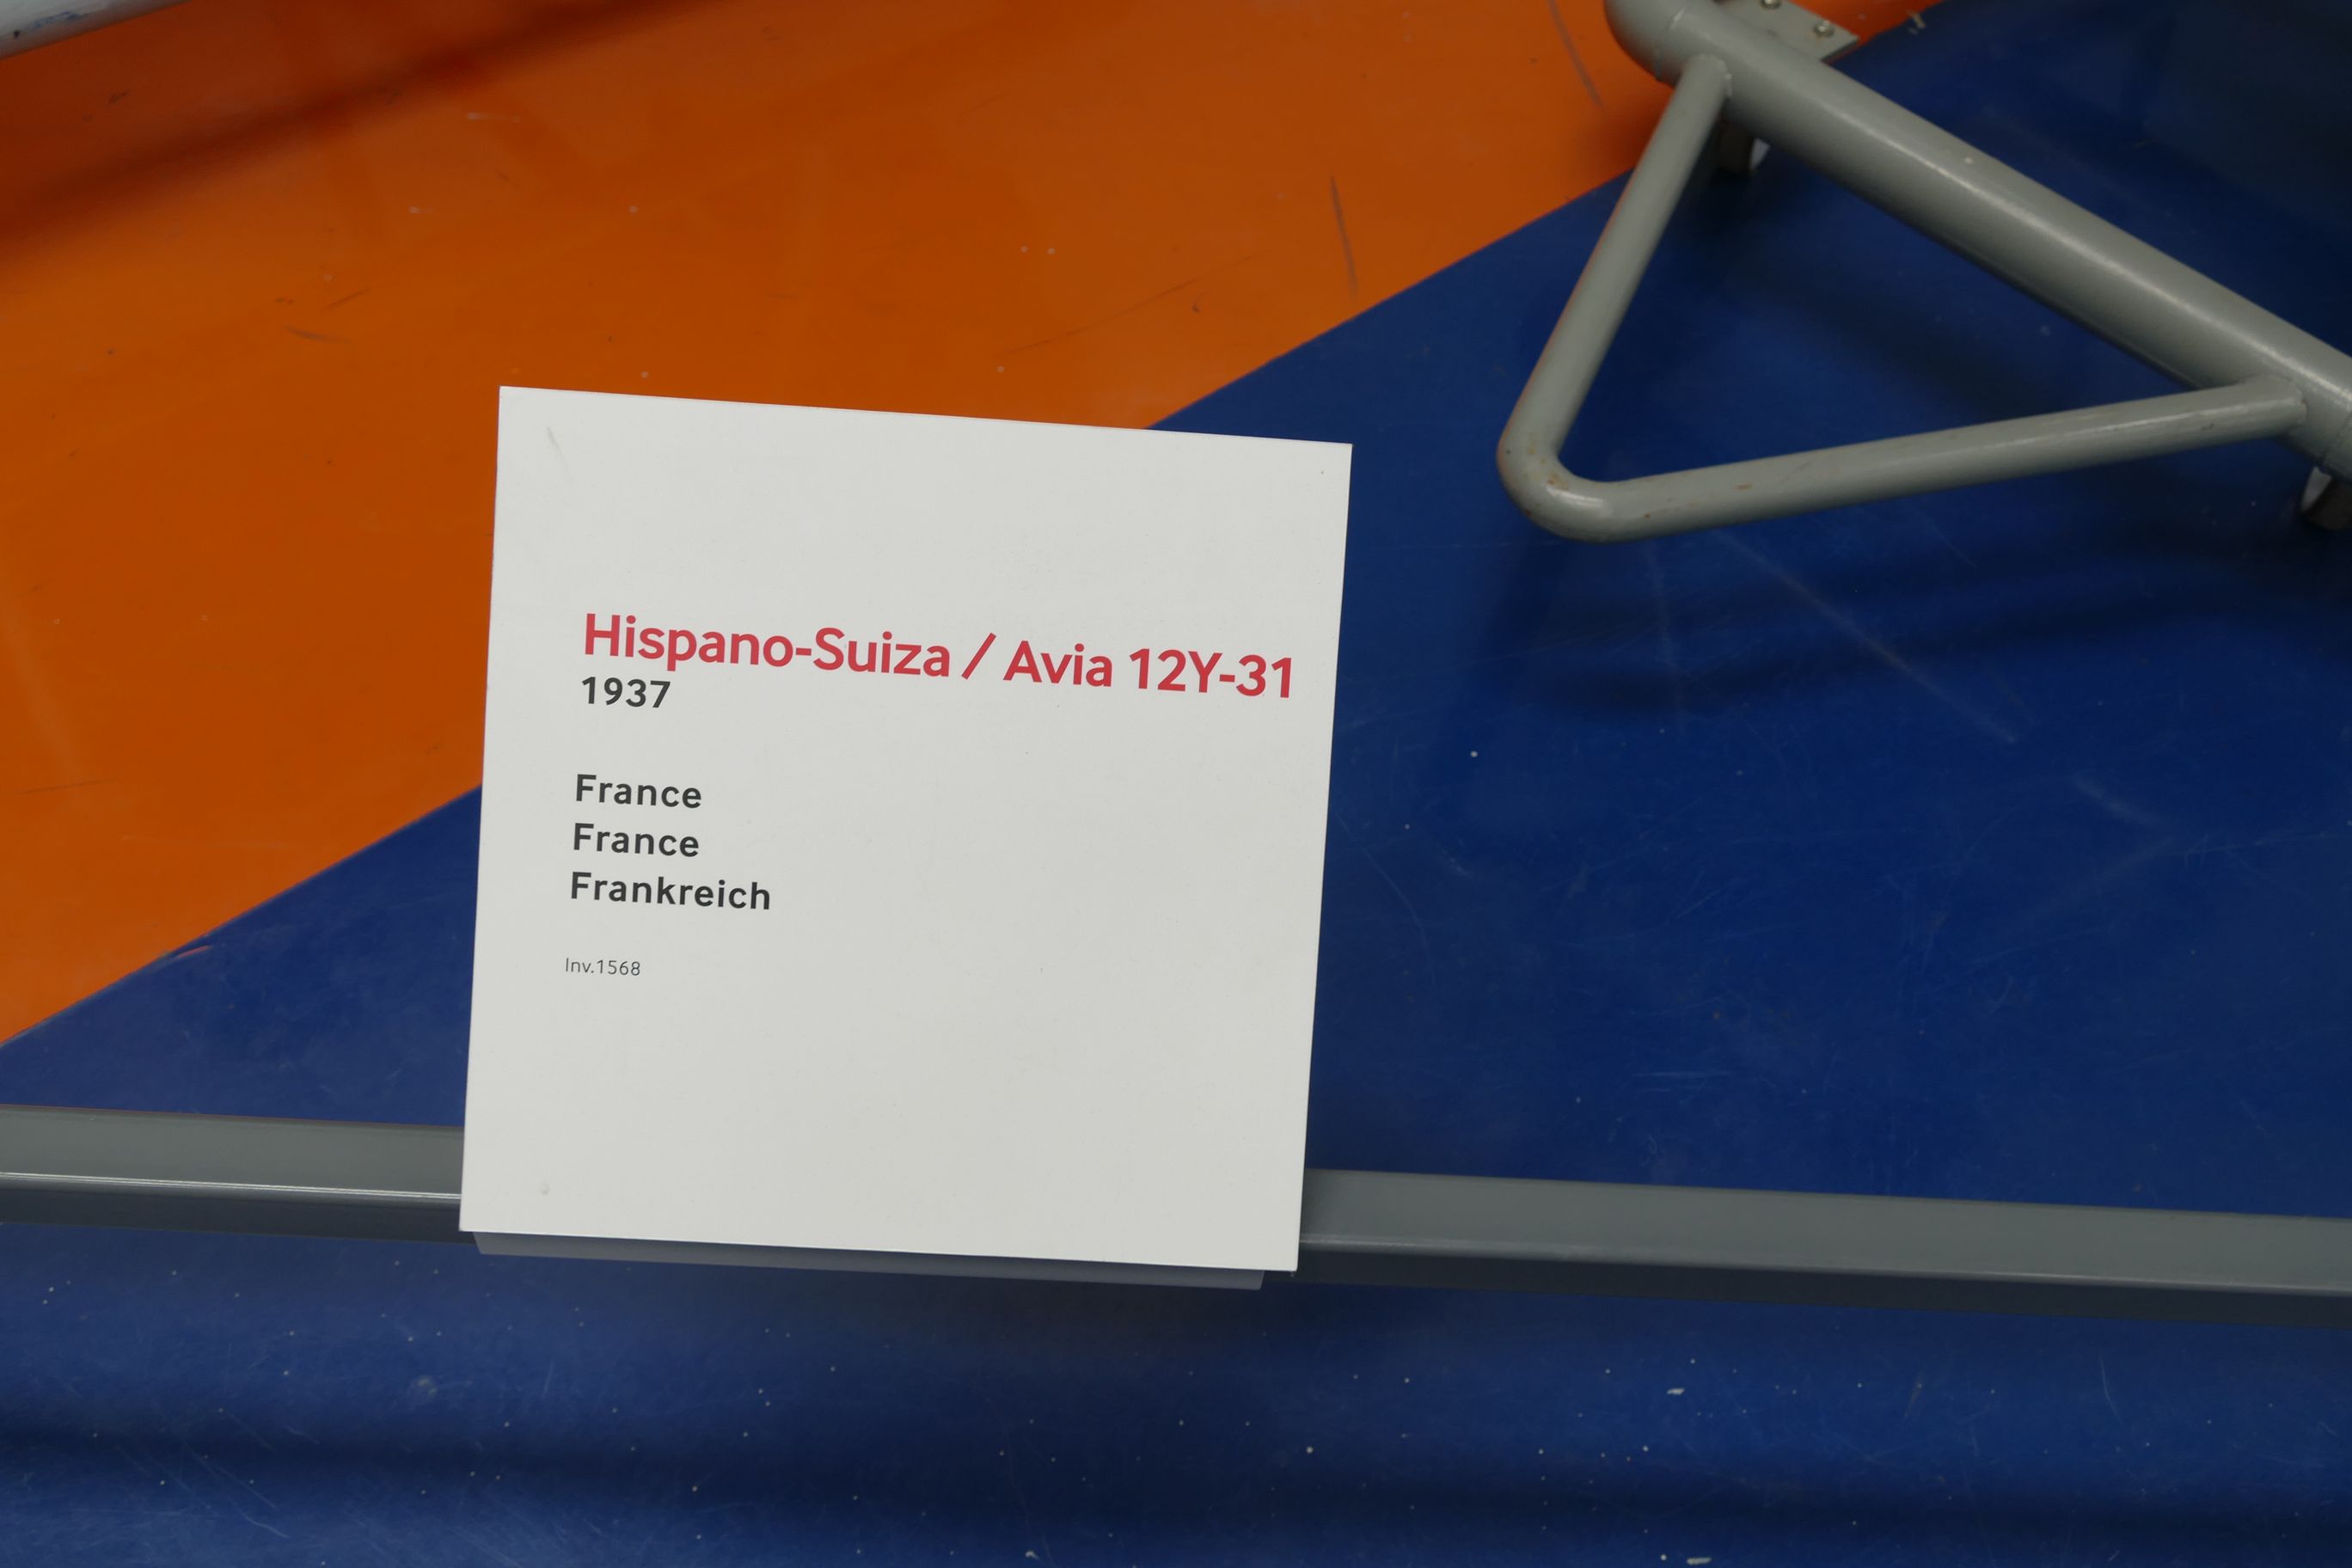 Hispano-Suiza / Avia 12Y-31
1937
France
France
Frankreich
Inv.1568